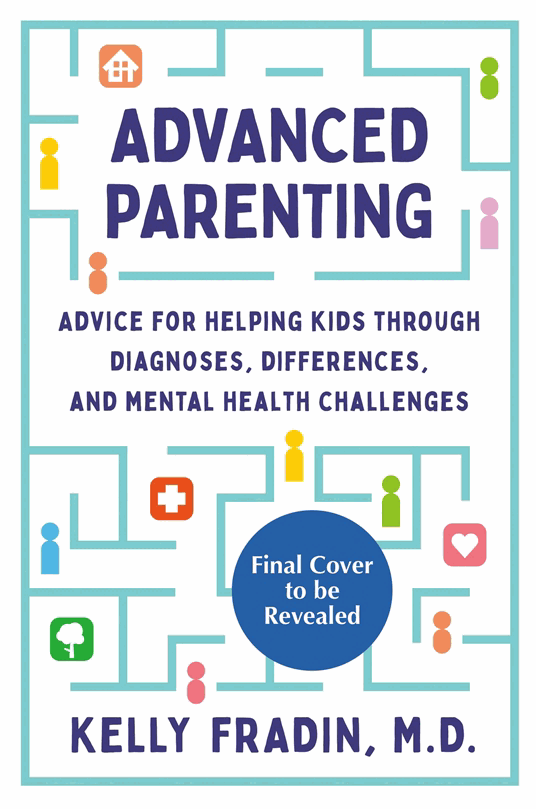 ADVANCED
PARENTING
ADVICE FOR HELPING KIDS THROUGH
DIAGNOSES, DIFFERENCES,
AND MENTAL HEALTH CHALLENGES
Final Cover
to be
Revealed
KELLY FRADIN, M.D.